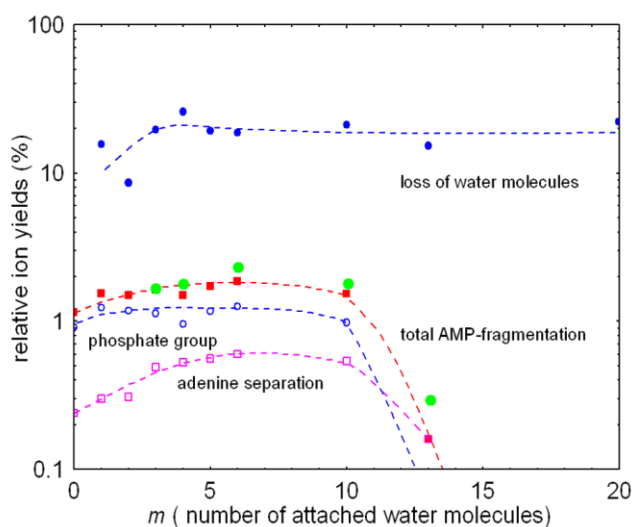 100
10
1
0.1
relative ion yields (%)
loss of water molecules
total AMP-fragmentation
phosphate group
adenine separation
0 5 10 15 20
m ( number of attached water molecules)